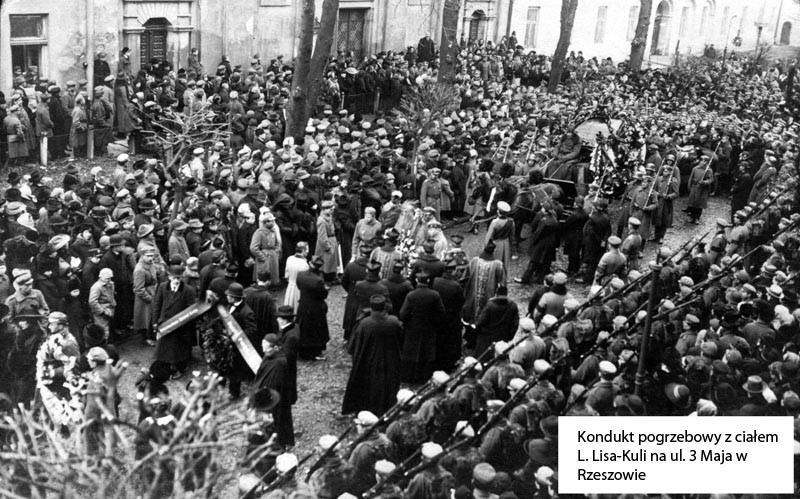 Kondukt pogrzebowy z ciałem
L. Lisa-Kuli na ul. 3 Maja w
Rzeszowie